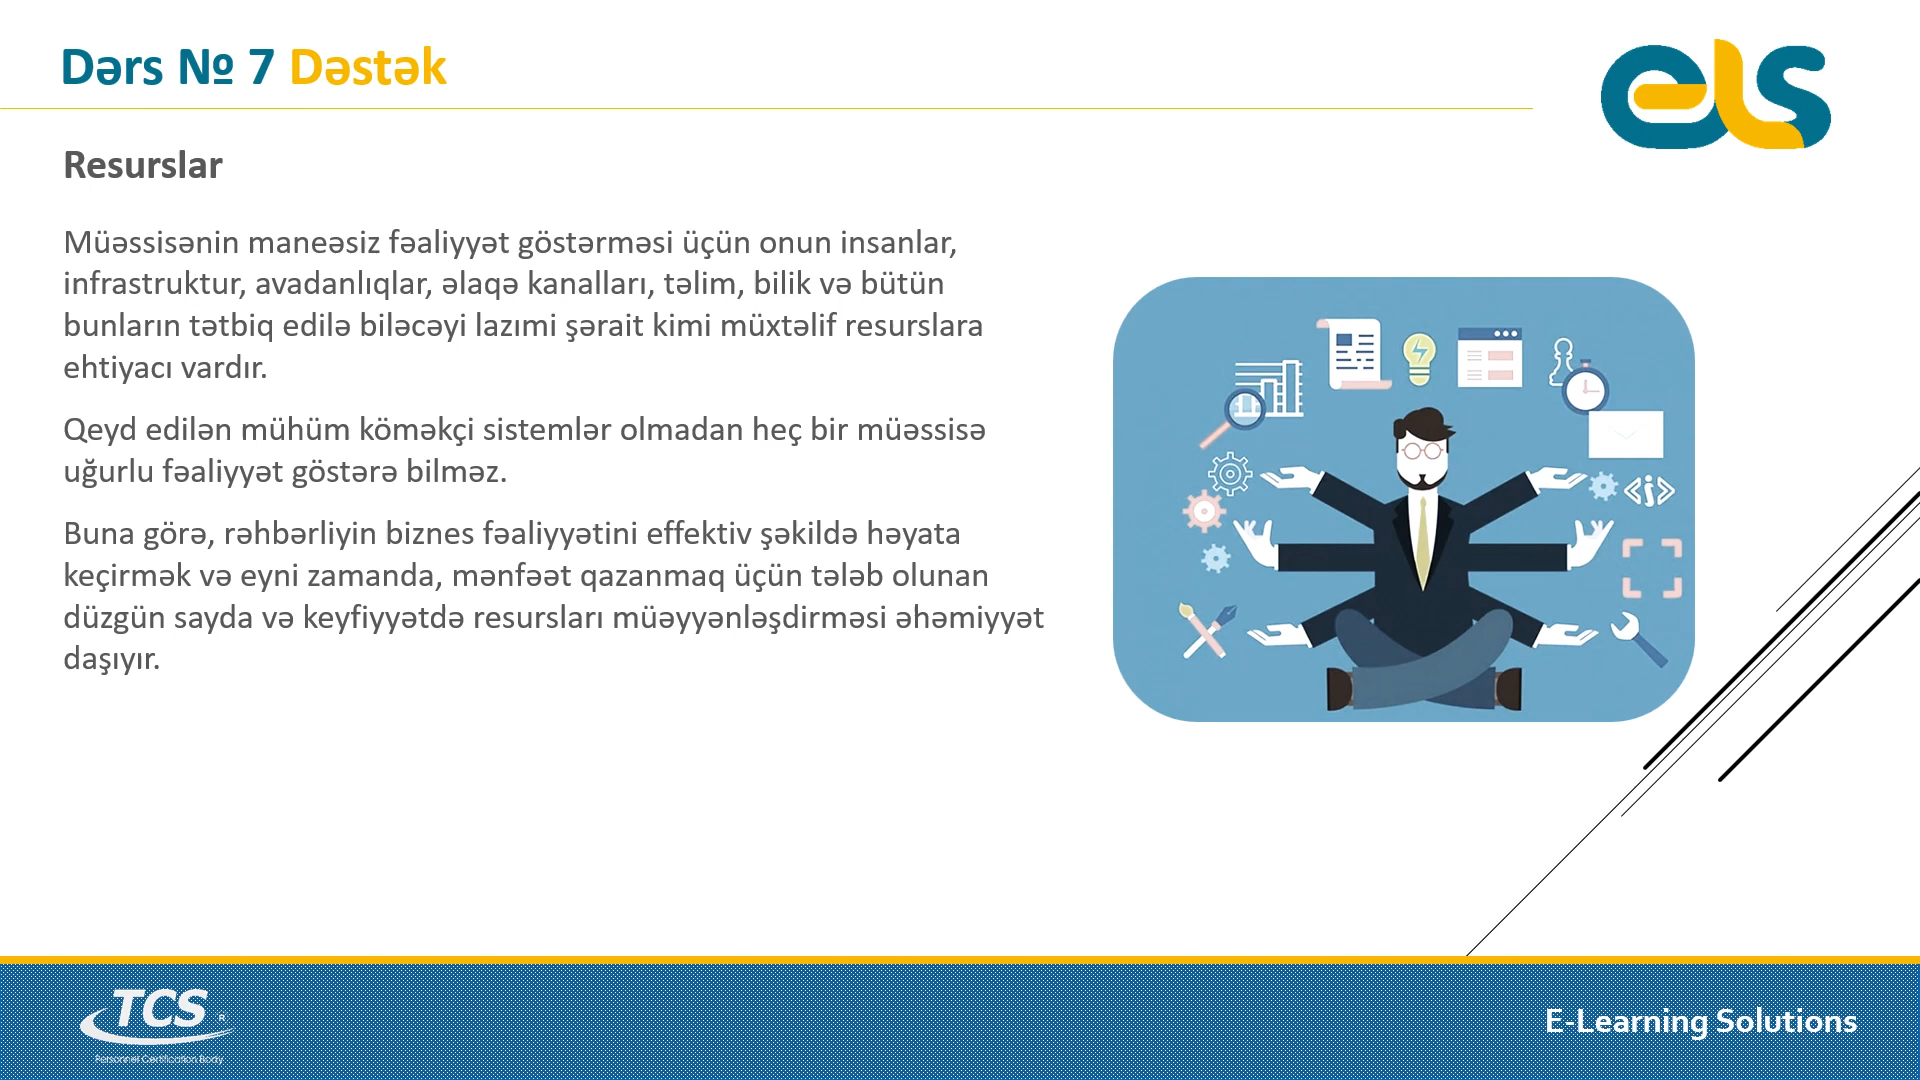 Dərs № 7 Dəstək
els
Resurslar
Müəssisənin maneəsiz fəaliyyət göstərməsi üçün onun insanlar,
infrastruktur, avadanlıqlar, əlaqə kanalları, təlim, bilik və bütün
bunların tətbiq edilə biləcəyi lazımi şərait kimi müxtəlif resurslara
ehtiyacı vardır.
Qeyd edilən mühüm köməkçi sistemlər olmadan heç bir müəssisə
uğurlu fəaliyyət göstərə bilməz.
Buna görə, rəhbərliyin biznes fəaliyyətini effektiv şəkildə həyata
keçirmək və eyni zamanda, mənfəət qazanmaq üçün tələb olunan
düzgün sayda və keyfiyyətdə resursları müəyyənləşdirməsi əhəmiyyət
daşıyır.
<i>
TCS ®
Personnel Certification Body
E-Learning Solutions